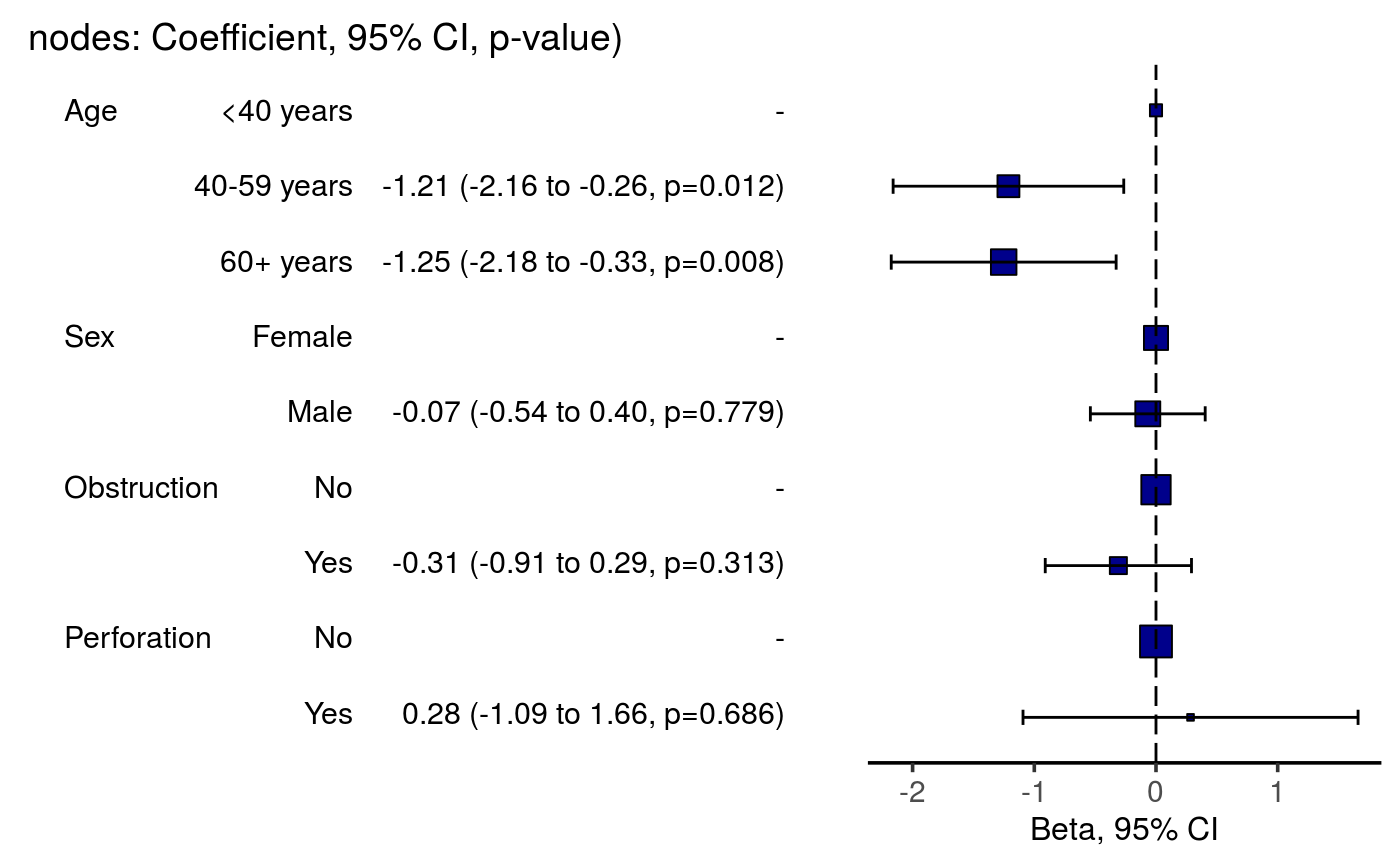 nodes: Coefficient, 95% CI, p-value)
Age <40 years -
40-59 years -1.21 (-2.16 to -0.26, p=0.012)
60+ years -1.25 (-2.18 to -0.33, p=0.008)
Sex Female -
Male -0.07 (-0.54 to 0.40, p=0.779)
Obstruction No -
Yes -0.31 (-0.91 to 0.29, p=0.313)
Perforation No -
Yes 0.28 (-1.09 to 1.66, p=0.686)
-2 -1 0 1
Beta, 95% CI